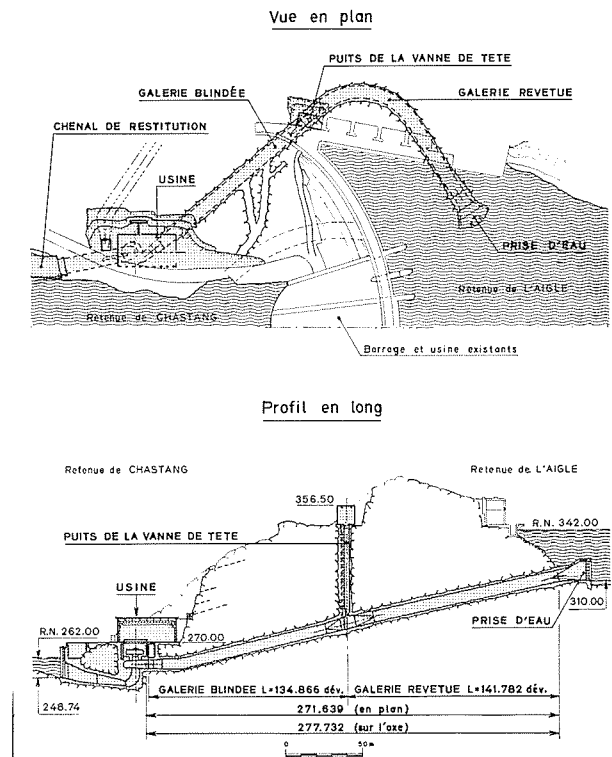 Vue en plan
PUITS DE LA VANNE DE TETE
GALERIE BLINDÉE
GALERIE REVETUE
CHENAL DE RESTITUTION
USINE
PRISE D'EAU
Retenue de L'AIGLE
Retenue de CHASTANG
Barrage et usine existants
Profil en long
Retenue de CHASTANG
Retenue de L'AIGLE
356.50
R.N. 342.00
PUITS DE LA VANNE DE TETE
USINE
310.00
PRISE D'EAU
R.N. 262.00
270.00
248.74
GALERIE BLINDEE L=134.866 dév.
GALERIE REVETUE L=141.782 dév.
271.639 (en plan)
277.732 (sur l'axe)
0 50m